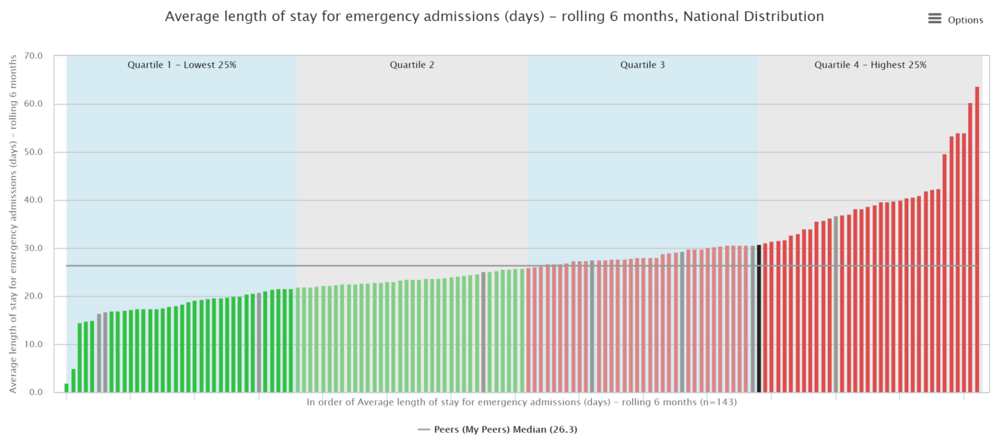 Average length of stay for emergency admissions (days) – rolling 6 months, National Distribution
Options
Average length of stay for emergency admissions (days) – rolling 6 months
70.0
60.0
50.0
40.0
30.0
20.0
10.0
0.0
Quartile 1 – Lowest 25%
Quartile 2
Quartile 3
Quartile 4 – Highest 25%
In order of Average length of stay for emergency admissions (days) – rolling 6 months (n=143)
Peers (My Peers) Median (26.3)